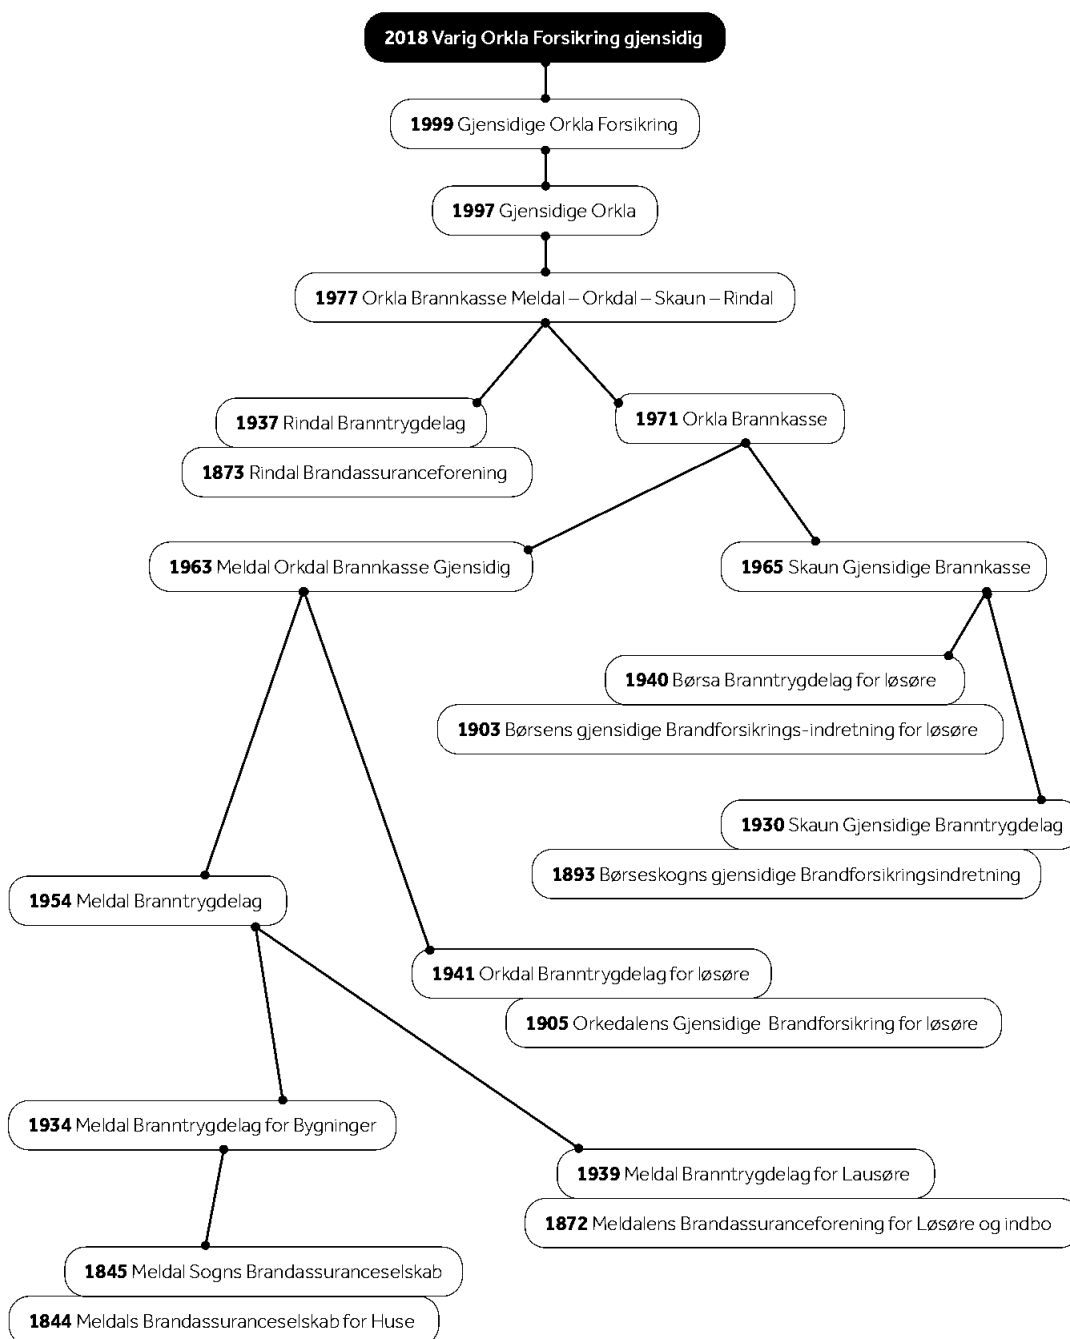 2018 Varig Orkla Forsikring gjensidig
1999 Gjensidige Orkla Forsikring
1997 Gjensidige Orkla
1977 Orkla Brannkasse Meldal – Orkdal – Skaun – Rindal
1937 Rindal Branntrygdelag
1971 Orkla Brannkasse
1873 Rindal Brandassuranceforening
1963 Meldal Orkdal Brannkasse Gjensidig
1965 Skaun Gjensidige Brannkasse
1940 Børsa Branntrygdelag for løsøre
1903 Børsens gjensidige Brandforsikrings-indretning for løsøre
1930 Skaun Gjensidige Branntrygdelag
1893 Børseskogns gjensidige Brandforsikringsindretning
1954 Meldal Branntrygdelag
1941 Orkdal Branntrygdelag for løsøre
1905 Orkedalens Gjensidige Brandforsikring for løsøre
1934 Meldal Branntrygdelag for Bygninger
1939 Meldal Branntrygdelag for Lausøre
1872 Meldalens Brandassuranceforening for Løsøre og indbo
1845 Meldal Sogns Brandassuranceselskab
1844 Meldals Brandassuranceselskab for Huse